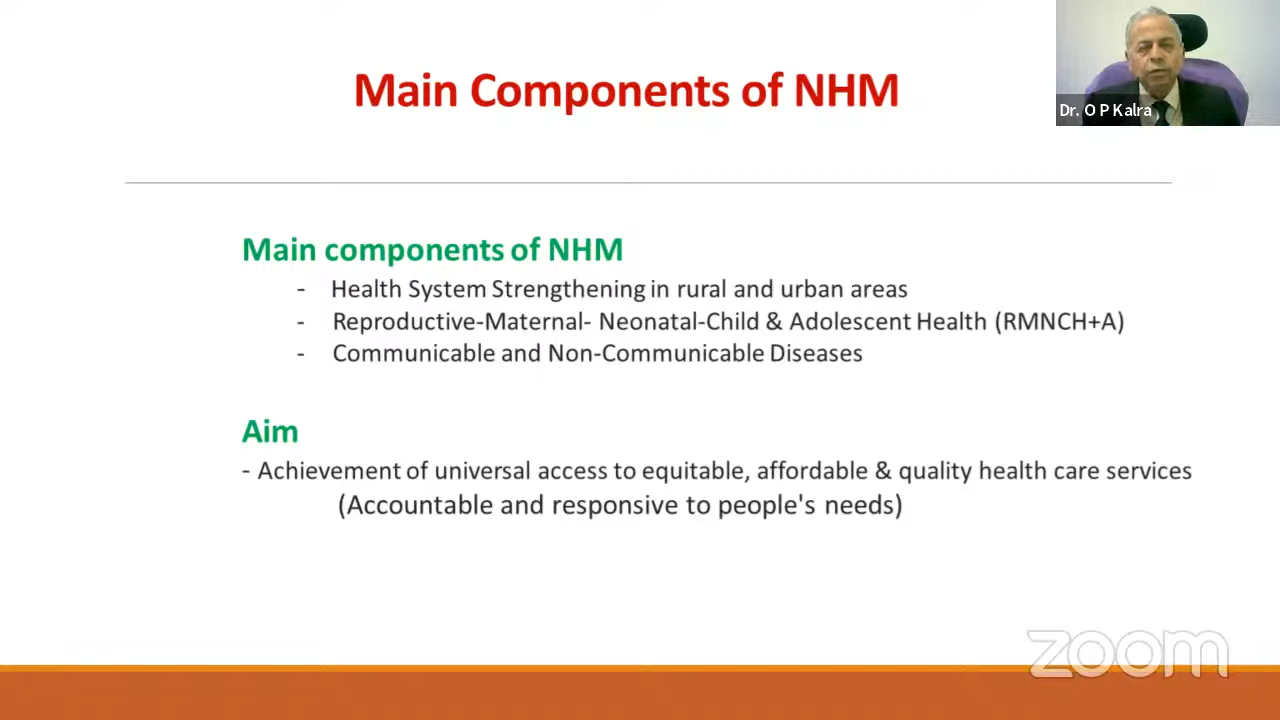 Main Components of NHM
Dr. O P Kalra
Main components of NHM
- Health System Strengthening in rural and urban areas
- Reproductive-Maternal- Neonatal-Child & Adolescent Health (RMNCH+A)
- Communicable and Non-Communicable Diseases
Aim
- Achievement of universal access to equitable, affordable & quality health care services
(Accountable and responsive to people's needs)
zoom